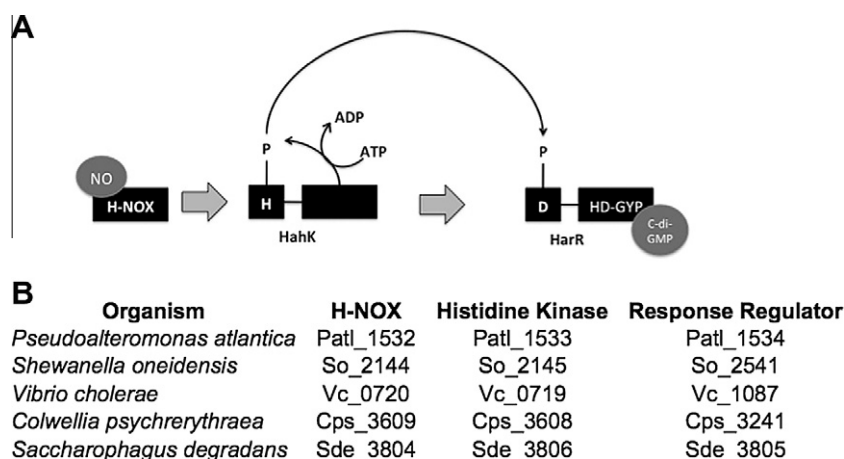 A
ADP
P
ATP
P
NO
H-NOX
H
D
HD-GYP
HahK
HarR
C-di-
GMP
B
Organism H-NOX Histidine Kinase Response Regulator
Pseudoalteromonas atlantica Patl_1532 Patl_1533 Patl_1534
Shewanella oneidensis So_2144 So_2145 So_2541
Vibrio cholerae Vc_0720 Vc_0719 Vc_1087
Colwellia psychrerythraea Cps_3609 Cps_3608 Cps_3241
Saccharophagus degradans Sde_3804 Sde_3806 Sde_3805